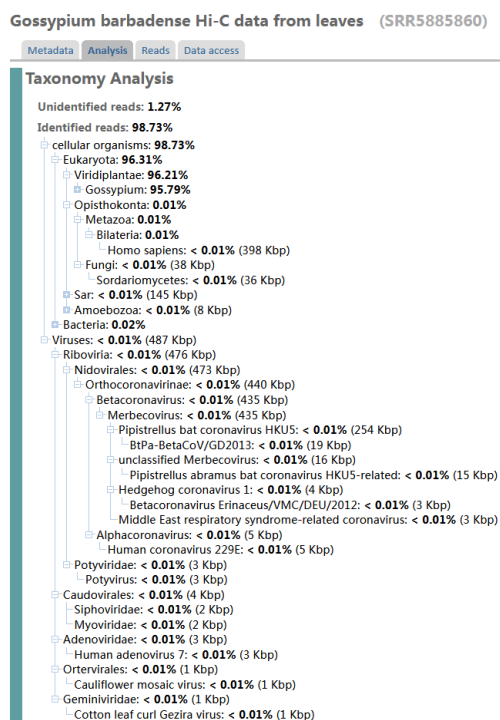 Gossypium barbadense Hi-C data from leaves (SRR5885860)
Metadata Analysis Reads Data access
Taxonomy Analysis
Unidentified reads: 1.27%
Identified reads: 98.73%
cellular organisms: 98.73%
Eukaryota: 96.31%
Viridiplantae: 96.21%
Gossypium: 95.79%
Opisthokonta: 0.01%
Metazoa: 0.01%
Bilateria: 0.01%
Homo sapiens: < 0.01% (398 Kbp)
Fungi: < 0.01% (38 Kbp)
Sordariomycetes: < 0.01% (36 Kbp)
Sar: < 0.01% (145 Kbp)
Amoebozoa: < 0.01% (8 Kbp)
Bacteria: 0.02%
Viruses: < 0.01% (487 Kbp)
Riboviria: < 0.01% (476 Kbp)
Nidovirales: < 0.01% (473 Kbp)
Orthocoronavirinae: < 0.01% (440 Kbp)
Betacoronavirus: < 0.01% (435 Kbp)
Merbecovirus: < 0.01% (435 Kbp)
Pipistrellus bat coronavirus HKU5: < 0.01% (254 Kbp)
BtPa-BetaCoV/GD2013: < 0.01% (19 Kbp)
unclassified Merbecovirus: < 0.01% (16 Kbp)
Pipistrellus abramus bat coronavirus HKU5-related: < 0.01% (15 Kbp)
Hedgehog coronavirus 1: < 0.01% (4 Kbp)
Betacoronavirus Erinaceus/VMC/DEU/2012: < 0.01% (3 Kbp)
Middle East respiratory syndrome-related coronavirus: < 0.01% (3 Kbp)
Alphacoronavirus: < 0.01% (5 Kbp)
Human coronavirus 229E: < 0.01% (5 Kbp)
Potyviridae: < 0.01% (3 Kbp)
Potyvirus: < 0.01% (3 Kbp)
Caudovirales: < 0.01% (4 Kbp)
Siphoviridae: < 0.01% (2 Kbp)
Myoviridae: < 0.01% (2 Kbp)
Adenoviridae: < 0.01% (3 Kbp)
Human adenovirus 7: < 0.01% (3 Kbp)
Ortervirales: < 0.01% (1 Kbp)
Cauliflower mosaic virus: < 0.01% (1 Kbp)
Geminiviridae: < 0.01% (1 Kbp)
Cotton leaf curl Gezira virus: < 0.01% (1 Kbp)